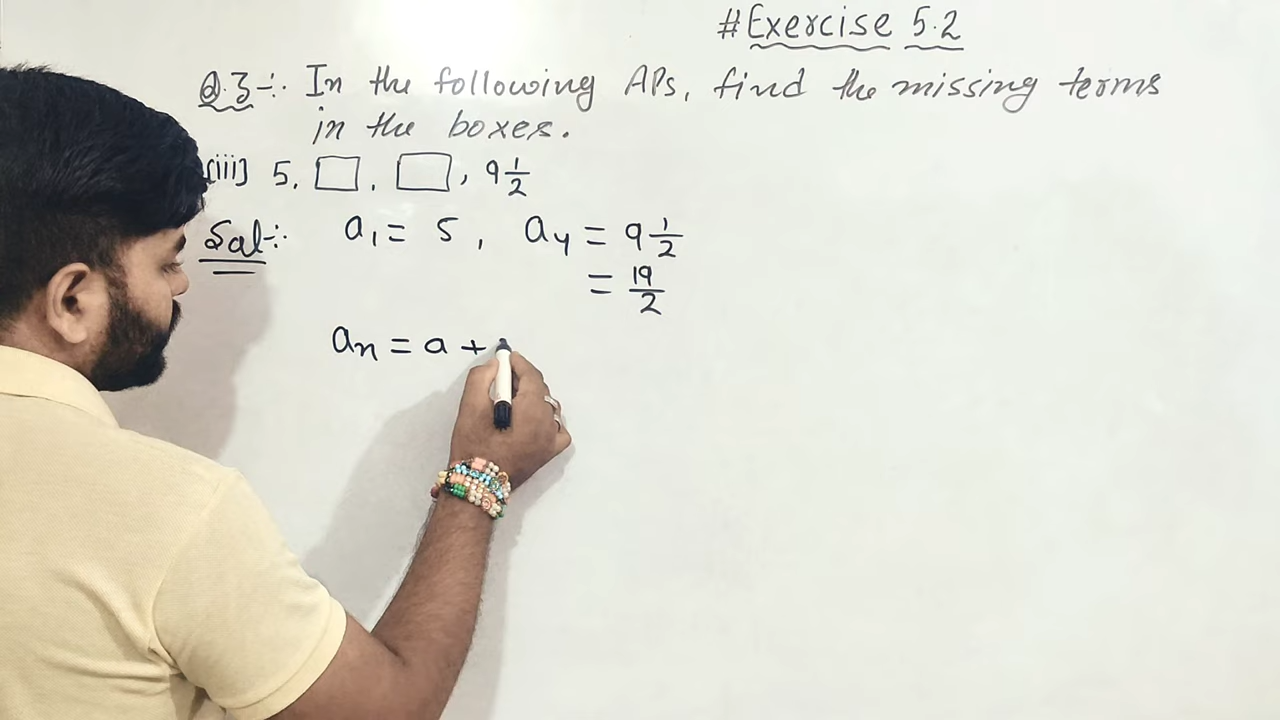 #Exercise 5.2
Q.3-:. In the following APs, find the missing terms
in the boxes.
(iii) 5, □, □, 9 1/2
Sol-:. a₁ = 5, a₄ = 9 1/2
= 19/2
aₙ = a +